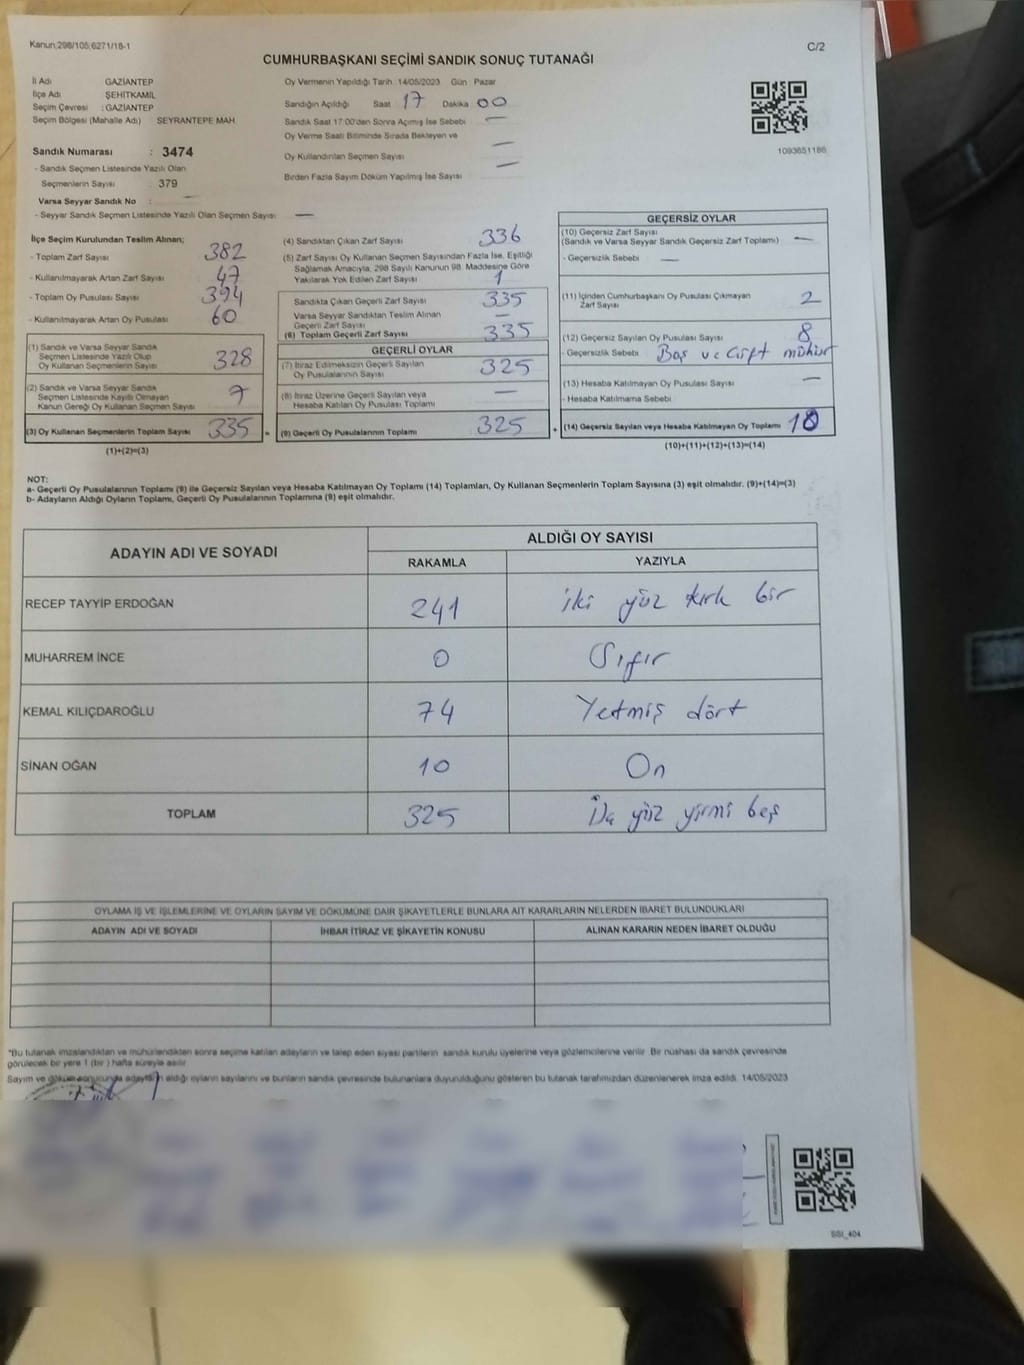 Kanun;298/105;6271/18-1
C/2
CUMHURBAŞKANI SEÇİMİ SANDIK SONUÇ TUTANAĞI
İl Adı GAZİANTEP
İlçe Adı ŞEHİTKAMİL
Seçim Çevresi : GAZİANTEP
Seçim Bölgesi (Mahalle Adı) SEYRANTEPE MAH.
Sandık Numarası : 3474
- Sandık Seçmen Listesinde Yazılı Olan
Seçmenlerin Sayısı 379
Varsa Seyyar Sandık No : —
- Seyyar Sandık Seçmen Listesinde Yazılı Olan Seçmen Sayısı —
Oy Vermenin Yapıldığı Tarih 14/05/2023 Gün Pazar
Sandığın Açıldığı Saat 17 Dakika 00
Sandık Saat 17:00'den Sonra Açımış İse Sebebi —
Oy Verme Saati Bitiminde Sırada Bekleyen ve
Oy Kullandırılan Seçmen Sayısı —
Birden Fazla Sayım Döküm Yapılmış İse Sayısı —
1093651186
İlçe Seçim Kurulundan Teslim Alınan;
- Toplam Zarf Sayısı 382
- Kullanılmayarak Artan Zarf Sayısı 47
- Toplam Oy Pusulası Sayısı 394
- Kullanılmayarak Artan Oy Pusulası 60
(1) Sandık ve Varsa Seyyar Sandık
Seçmen Listesinde Yazılı Olup
Oy Kullanan Seçmenlerin Sayısı 328
(2) Sandık ve Varsa Seyyar Sandık
Seçmen Listesinde Kayıtlı Olmayan
Kanun Gereği Oy Kullanan Seçmen Sayısı 7
(3) Oy Kullanan Seçmenlerin Toplam Sayısı 335 =
(1)+(2)=(3)
(4) Sandıktan Çıkan Zarf Sayısı 336
(5) Zarf Sayısı Oy Kullanan Seçmen Sayısından Fazla İse, Eşitliği
Sağlamak Amacıyla, 298 Sayılı Kanunun 98. Maddesine Göre
Yakılarak Yok Edilen Zarf Sayısı 1
Sandıkta Çıkan Geçerli Zarf Sayısı 335
Varsa Seyyar Sandıktan Teslim Alınan
Geçerli Zarf Sayısı —
(6) Toplam Geçerli Zarf Sayısı 335
GEÇERLİ OYLAR
(7) İtiraz Edilmeksizin Geçerli Sayılan
Oy Pusulasının Sayısı 325
(8) İtiraz Üzerine Geçerli Sayılan veya
Hesaba Katılan Oy Pusulası Toplamı —
(9) Geçerli Oy Pusulalarının Toplamı 325 +
GEÇERSİZ OYLAR
(10) Geçersiz Zarf Sayısı
(Sandık ve Varsa Seyyar Sandık Geçersiz Zarf Toplamı) —
- Geçersizlik Sebebi —
(11) İçinden Cumhurbaşkanı Oy Pusulası Çıkmayan
Zarf Sayısı 2
(12) Geçersiz Sayılan Oy Pusulası Sayısı 8
- Geçersizlik Sebebi Boş ve Çift mühür
(13) Hesaba Katılmayan Oy Pusulası Sayısı —
- Hesaba Katılmama Sebebi
(14) Geçersiz Sayılan veya Hesaba Katılmayan Oy Toplamı 10
(10)+(11)+(12)+(13)=(14)
NOT:
a- Geçerli Oy Pusulalarının Toplamı (9) ile Geçersiz Sayılan veya Hesaba Katılmayan Oy Toplamı (14) Toplamları, Oy Kullanan Seçmenlerin Toplam Sayısına (3) eşit olmalıdır. (9)+(14)=(3)
b- Adayların Aldığı Oyların Toplamı, Geçerli Oy Pusulalarının Toplamına (9) eşit olmalıdır.
ADAYIN ADI VE SOYADI
ALDIĞI OY SAYISI
RAKAMLA YAZIYLA
RECEP TAYYİP ERDOĞAN 241 iki yüz kırk bir
MUHARREM İNCE 0 Sıfır
KEMAL KILIÇDAROĞLU 74 Yetmiş dört
SİNAN OĞAN 10 On
TOPLAM 325 yüz yirmi beş
OYLAMA İŞ VE İŞLEMLERİNE VE OYLARIN SAYIM VE DÖKÜMÜNE DAİR ŞİKAYETLERLE BUNLARA AİT KARARLARIN NELERDEN İBARET BULUNDUKLARI
ADAYIN ADI VE SOYADI İHBAR İTİRAZ VE ŞİKAYETİN KONUSU ALINAN KARARIN NEDEN İBARET OLDUĞU
"Bu tutanak imzalandıktan ve mühürlendikten sonra seçime katılan adayların ve talep eden siyasi partilerin sandık kurulu üyelerine veya gözlemcilerine verilir. Bir nüshası da sandık çevresinde
görülecek bir yere 1 (bir ) hafta süreyle asılır.
Sayım ve döküm sonucunda adayların aldığı oyların sayılarını ve bunların sandık çevresinde bulunanlara duyurulduğunu gösteren bu tutanak tarafımızdan düzenlenerek imza edildi. 14/05/2023
SSI_404